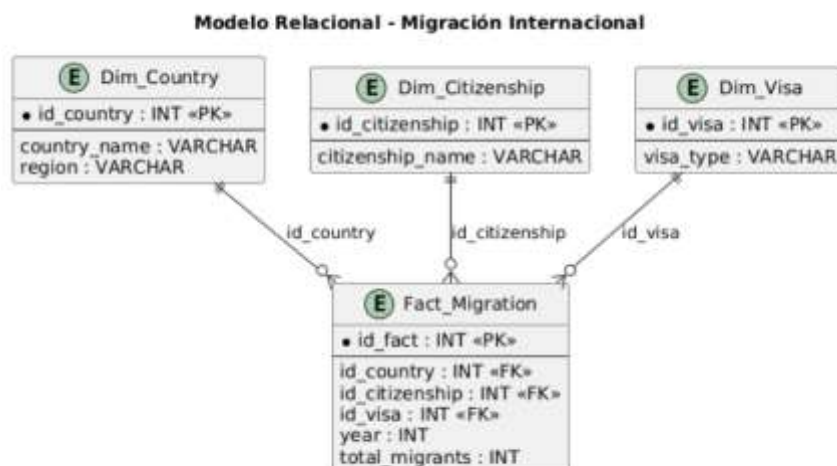 Modelo Relacional - Migración Internacional
E Dim_Country
id_country : INT «PK»
country_name : VARCHAR
region : VARCHAR
E Dim_Citizenship
id_citizenship : INT «PK»
citizenship_name : VARCHAR
E Dim_Visa
id_visa : INT «PK»
visa_type : VARCHAR
id_country
id_citizenship
id_visa
E Fact_Migration
id_fact : INT «PK»
id_country : INT «FK»
id_citizenship : INT «FK»
id_visa : INT «FK»
year : INT
total_migrants : INT